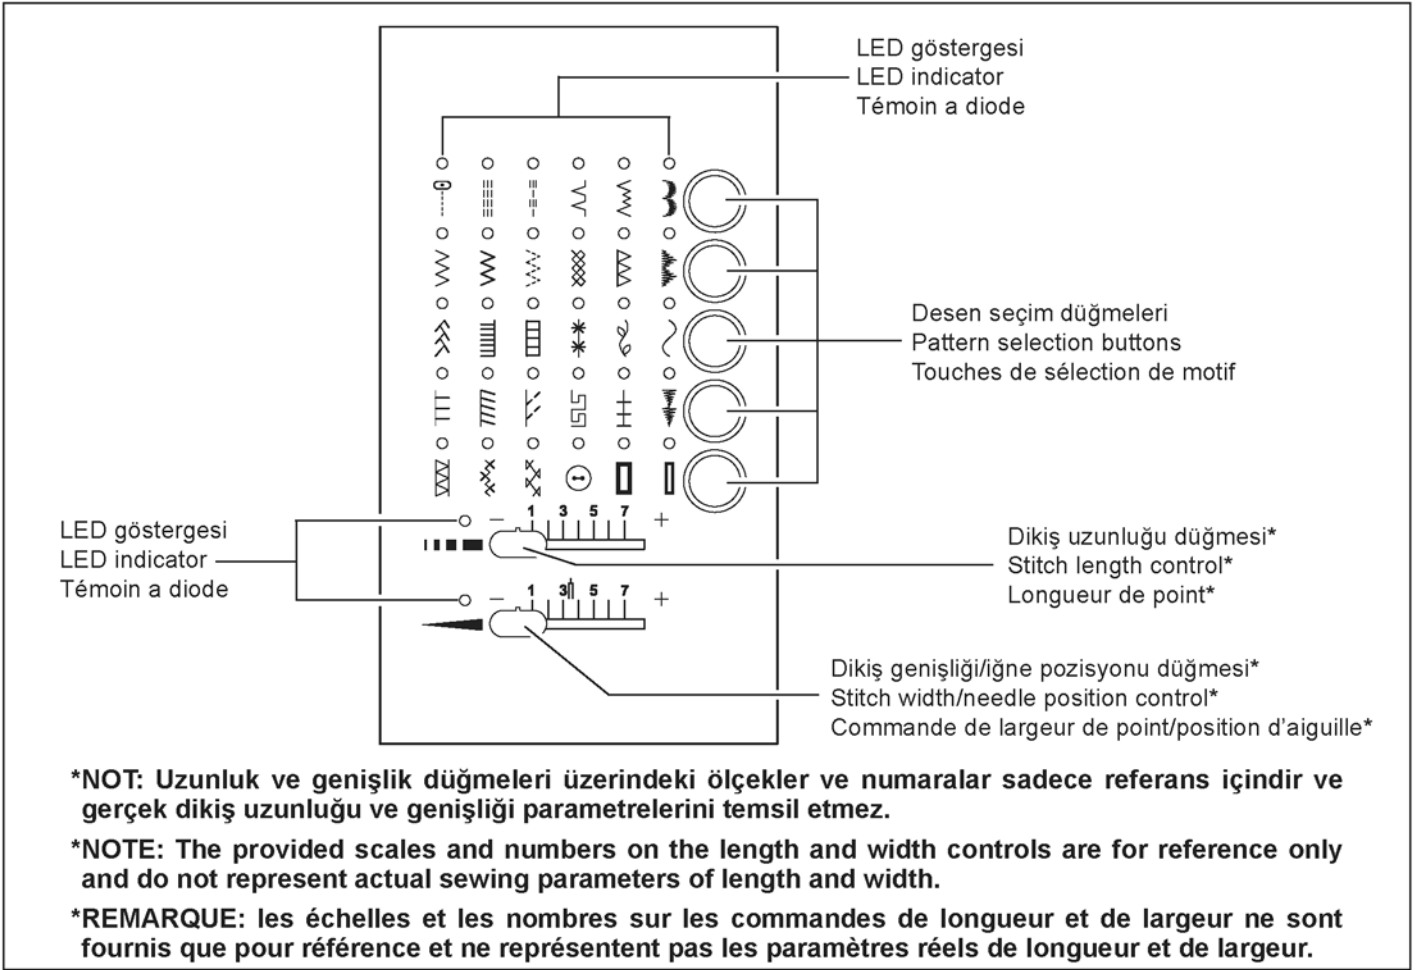 LED göstergesi
LED indicator
Témoin a diode
Desen seçim düğmeleri
Pattern selection buttons
Touches de sélection de motif
LED göstergesi
LED indicator
Témoin a diode
− 1 3 5 7 +
Dikiş uzunluğu düğmesi*
Stitch length control*
Longueur de point*
− 1 3 5 7 +
Dikiş genişliği/iğne pozisyonu düğmesi*
Stitch width/needle position control*
Commande de largeur de point/position d'aiguille*
*NOT: Uzunluk ve genişlik düğmeleri üzerindeki ölçekler ve numaralar sadece referans içindir ve
gerçek dikiş uzunluğu ve genişliği parametrelerini temsil etmez.
*NOTE: The provided scales and numbers on the length and width controls are for reference only
and do not represent actual sewing parameters of length and width.
*REMARQUE: les échelles et les nombres sur les commandes de longueur et de largeur ne sont
fournis que pour référence et ne représentent pas les paramètres réels de longueur et de largeur.